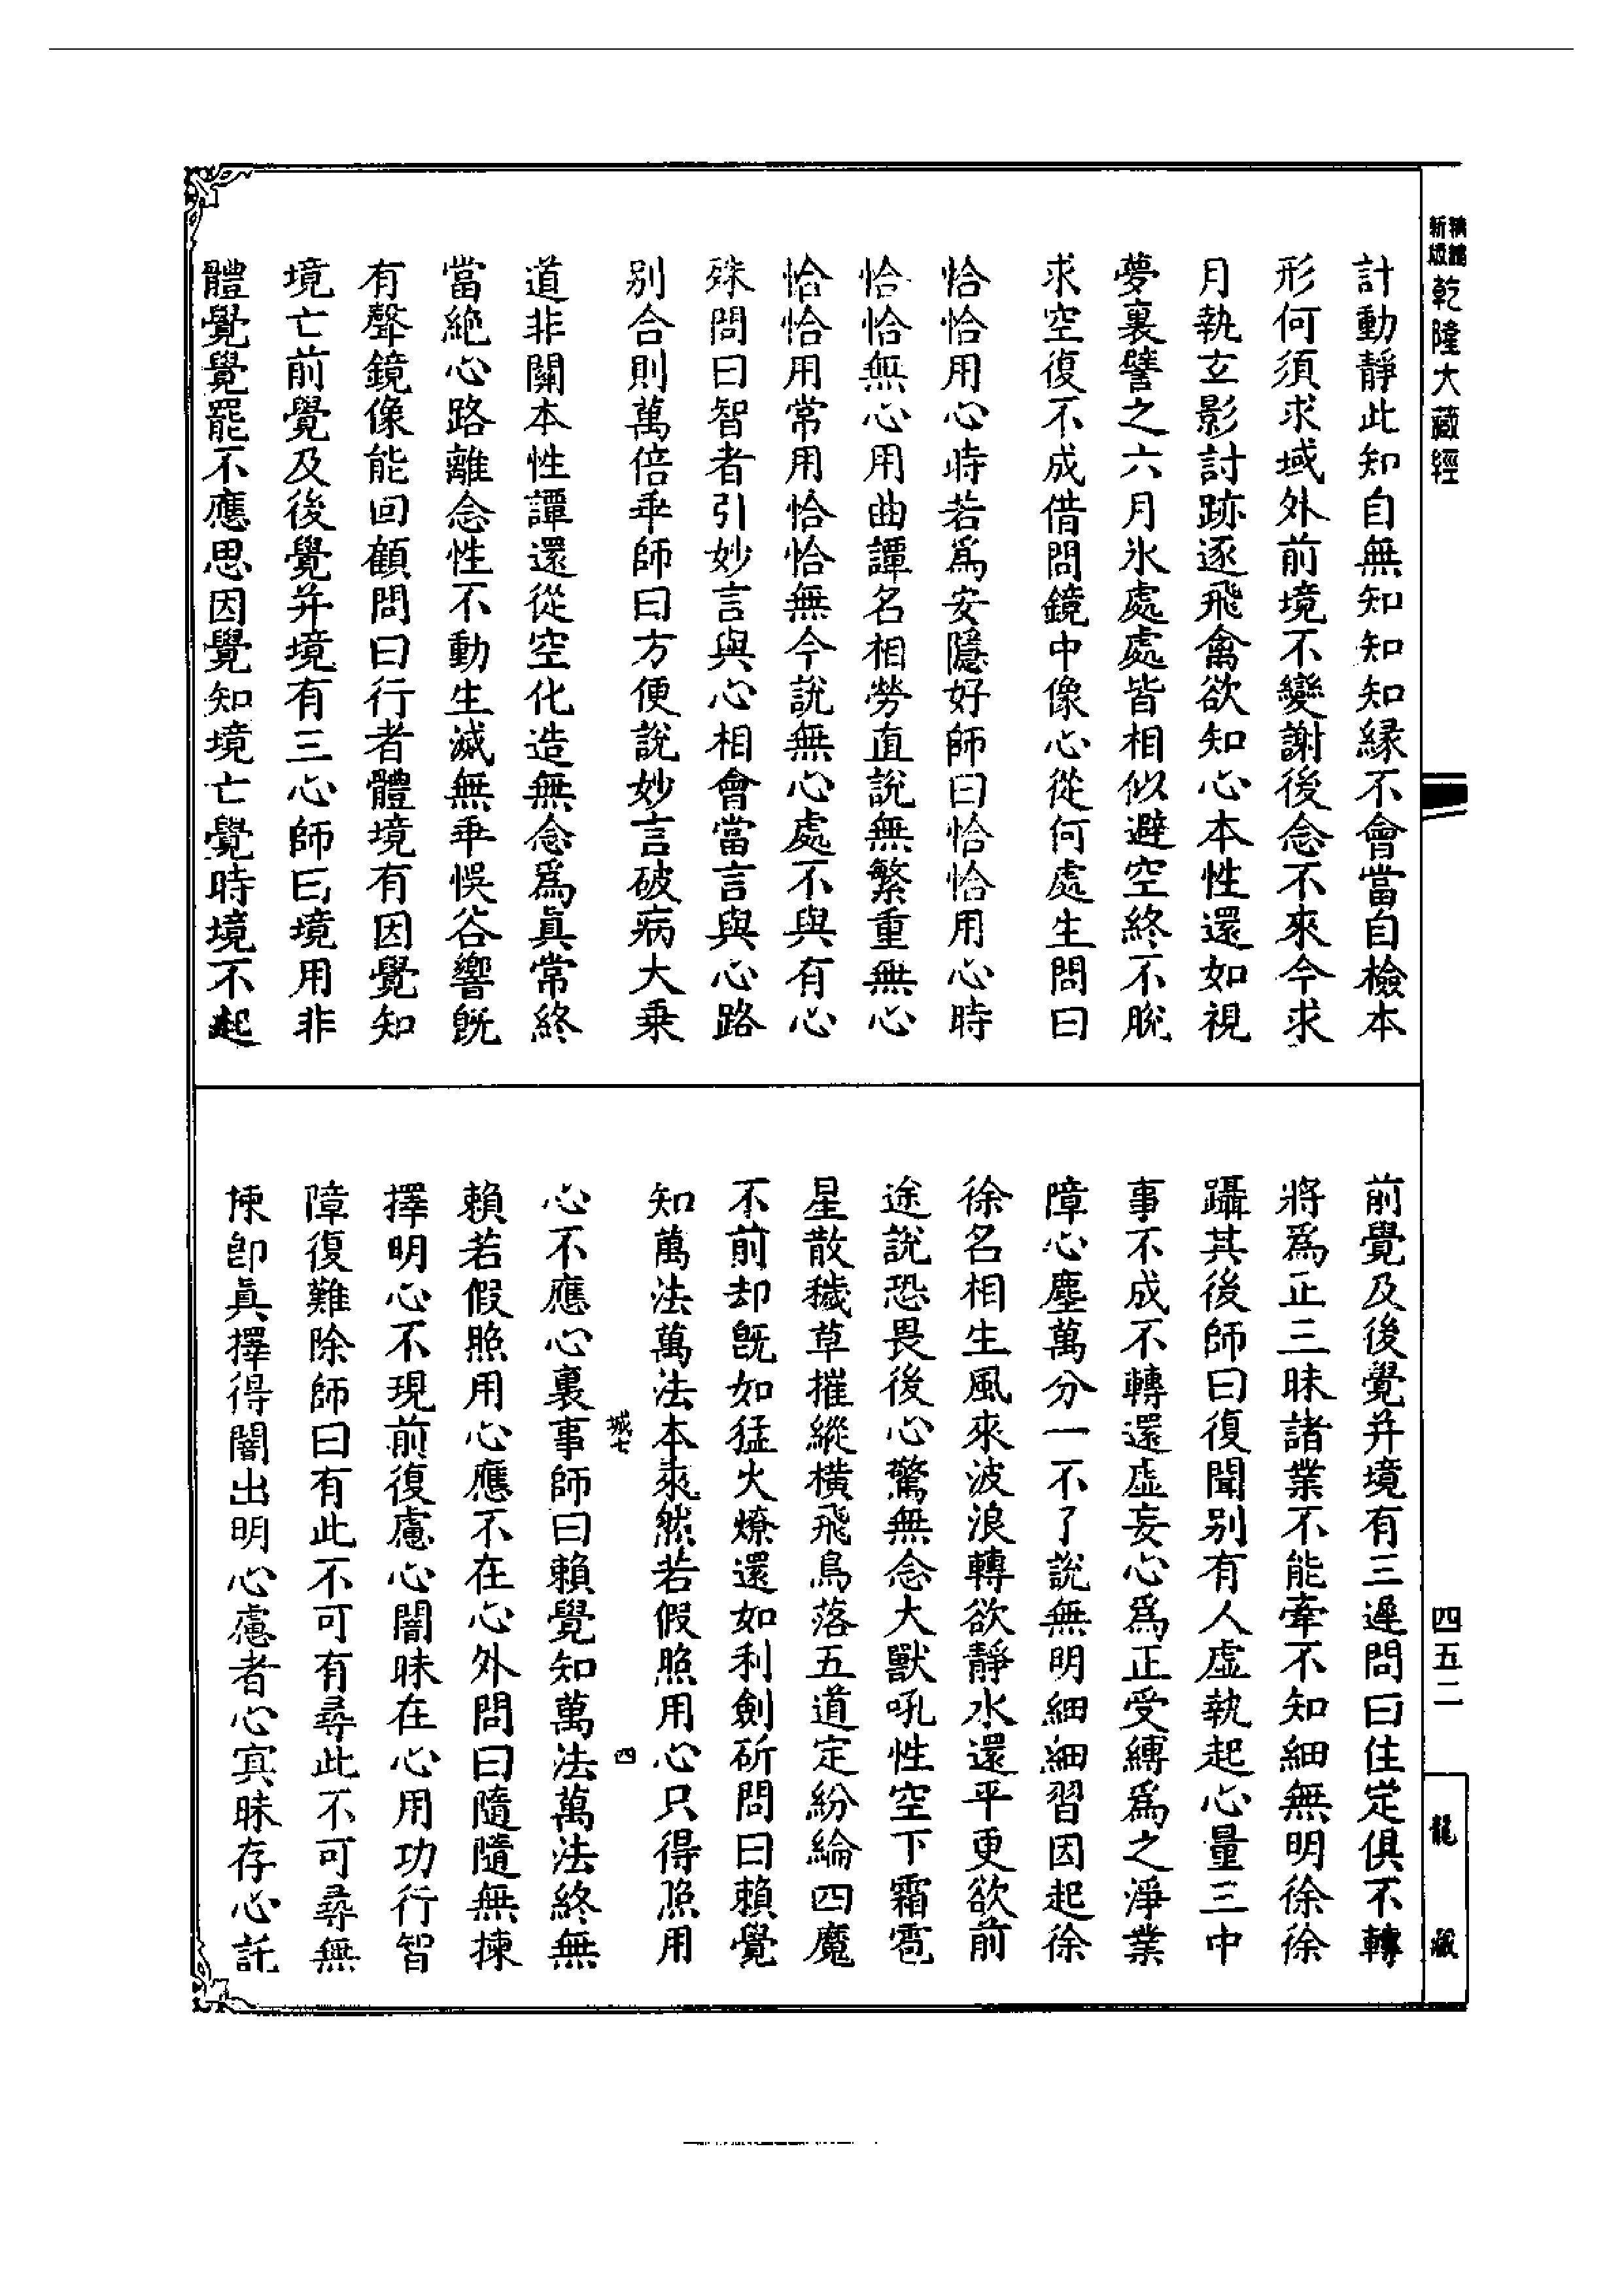 乾隆大藏經
計動靜此知自無知知知緣不會當自檢本
形何須求域外前境不變謝後念不來今求
月執玄影討跡逐飛禽欲知心本性還如視
夢裏譬之六月氷處處皆相似避空終不脫
求空復不成借問鏡中像心從何處生問曰
恰恰用心時若爲安隱好師曰恰恰用心時
恰恰無心用曲譚名相勞直說無繁重無心
恰恰用常用恰恰無今說無心處不與有心
殊問曰智者引妙言與心相會當言與心路
别合則萬倍乖師曰方便說妙言破病大乗
道非關本性譚還從空化造無念爲眞常終
當絶心路離念性不動生滅無乖悞谷響旣
有聲鏡像能回顧問曰行者體境有因覺知
境亡前覺及後覺并境有三心師曰境用非
體覺覺罷不應思因覺知境亡覺時境不起
前覺及後覺并境有三遲問曰住定俱不轉
將爲正三昧諸業不能牽不知細無明徐徐
躡其後師曰復聞别有人虛執起心量三中
事不成不轉還虛妄心爲正受縛爲之淨業
障心塵萬分一不了說無明細細習因起徐
徐名相生風來波浪轉欲靜水還平更欲前
途說恐畏後心驚無念大獸吼性空下霜雹
星散穢草摧縱橫飛鳥落五道定紛綸四魔
不前却旣如猛火燎還如利劍斫問曰賴覺
知萬法萬法本來然若假照用心只得照用
城七 四
心不應心裏事師曰賴覺知萬法萬法終無
賴若假照用心應不在心外問曰隨隨無揀
擇明心不現前復慮心闇昧在心用功行智
障復難除師曰有此不可有尋此不可尋無
揀卽眞擇得闇出明心慮者心冥昧存心託
四五二
龍藏